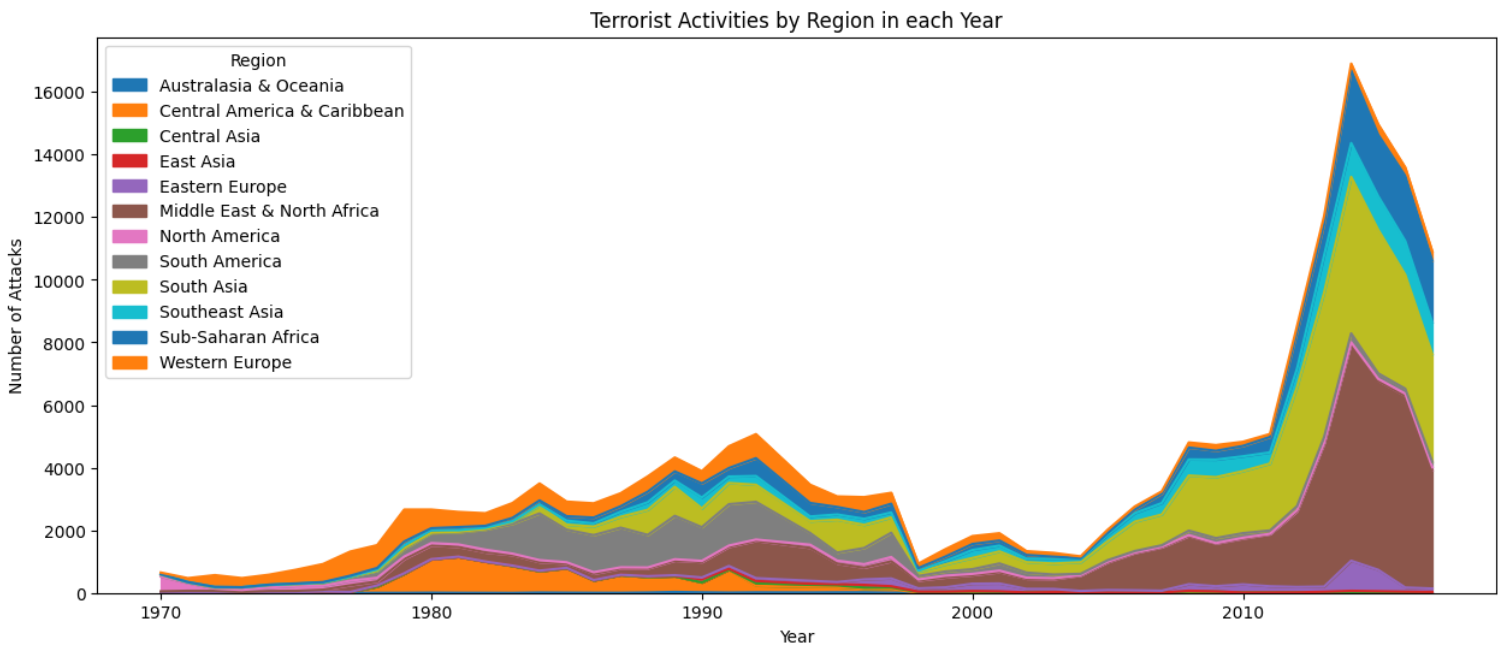 Terrorist Activities by Region in each Year
Number of Attacks
16000
14000
12000
10000
8000
6000
4000
2000
0
Region
Australasia & Oceania
Central America & Caribbean
Central Asia
East Asia
Eastern Europe
Middle East & North Africa
North America
South America
South Asia
Southeast Asia
Sub-Saharan Africa
Western Europe
1970 1980 1990 2000 2010
Year